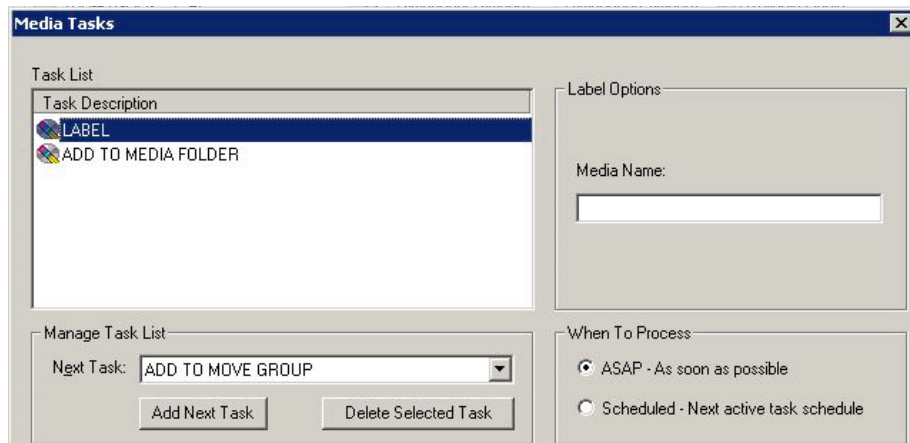 Media Tasks
Task List
Task Description
LABEL
ADD TO MEDIA FOLDER
Label Options
Media Name:
Manage Task List
Next Task: ADD TO MOVE GROUP
Add Next Task Delete Selected Task
When To Process
ASAP - As soon as possible
Scheduled - Next active task schedule